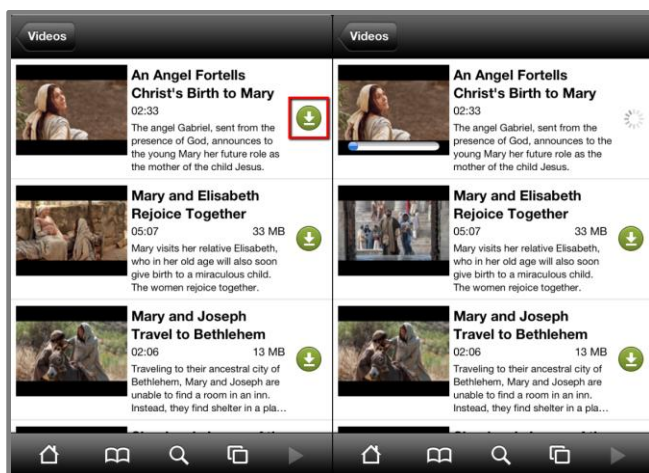 Videos
An Angel Fortells
Christ's Birth to Mary
02:33
The angel Gabriel, sent from the
presence of God, announces to
the young Mary her future role as
the mother of the child Jesus.
Mary and Elisabeth
Rejoice Together
05:07 33 MB
Mary visits her relative Elisabeth,
who in her old age will also soon
give birth to a miraculous child.
The women rejoice together.
Mary and Joseph
Travel to Bethlehem
02:06 13 MB
Traveling to their ancestral city of
Bethlehem, Mary and Joseph are
unable to find a room in an inn.
Instead, they find shelter in a pla...
Videos
An Angel Fortells
Christ's Birth to Mary
02:33
The angel Gabriel, sent from the
presence of God, announces to the
young Mary her future role as the
mother of the child Jesus.
Mary and Elisabeth
Rejoice Together
05:07 33 MB
Mary visits her relative Elisabeth,
who in her old age will also soon
give birth to a miraculous child.
The women rejoice together.
Mary and Joseph
Travel to Bethlehem
02:06 13 MB
Traveling to their ancestral city of
Bethlehem, Mary and Joseph are
unable to find a room in an inn.
Instead, they find shelter in a pla...